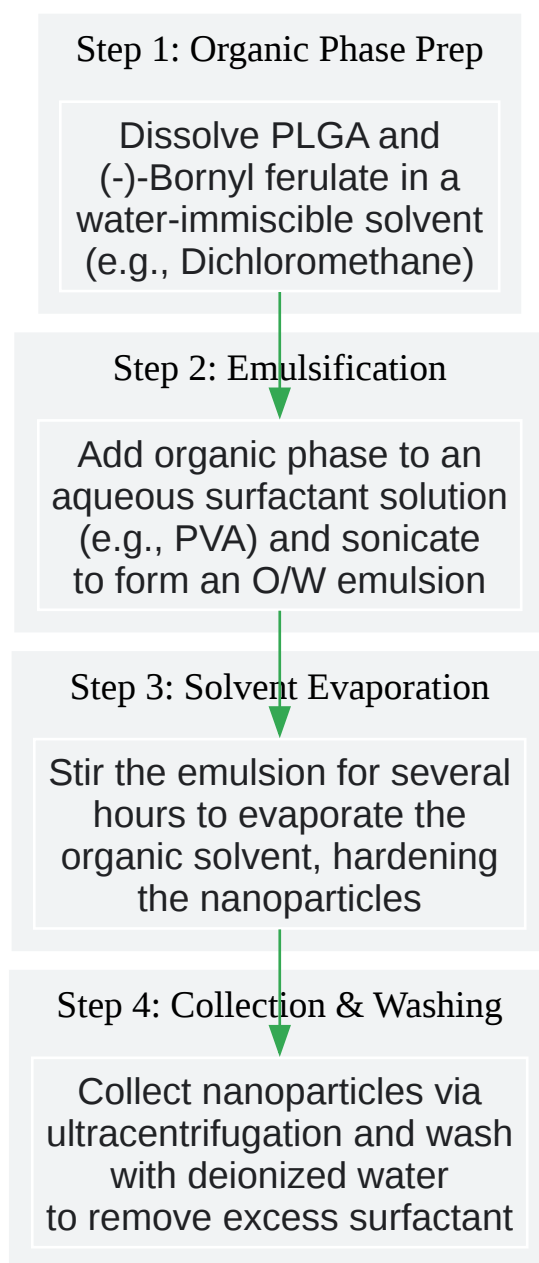 Step 1: Organic Phase Prep
Dissolve PLGA and
(-)-Bornyl ferulate in a
water-immiscible solvent
(e.g., Dichloromethane)
Step 2: Emulsification
Add organic phase to an
aqueous surfactant solution
(e.g., PVA) and sonicate
to form an O/W emulsion
Step 3: Solvent Evaporation
Stir the emulsion for several
hours to evaporate the
organic solvent, hardening
the nanoparticles
Step 4: Collection & Washing
Collect nanoparticles via
ultracentrifugation and wash
with deionized water
to remove excess surfactant